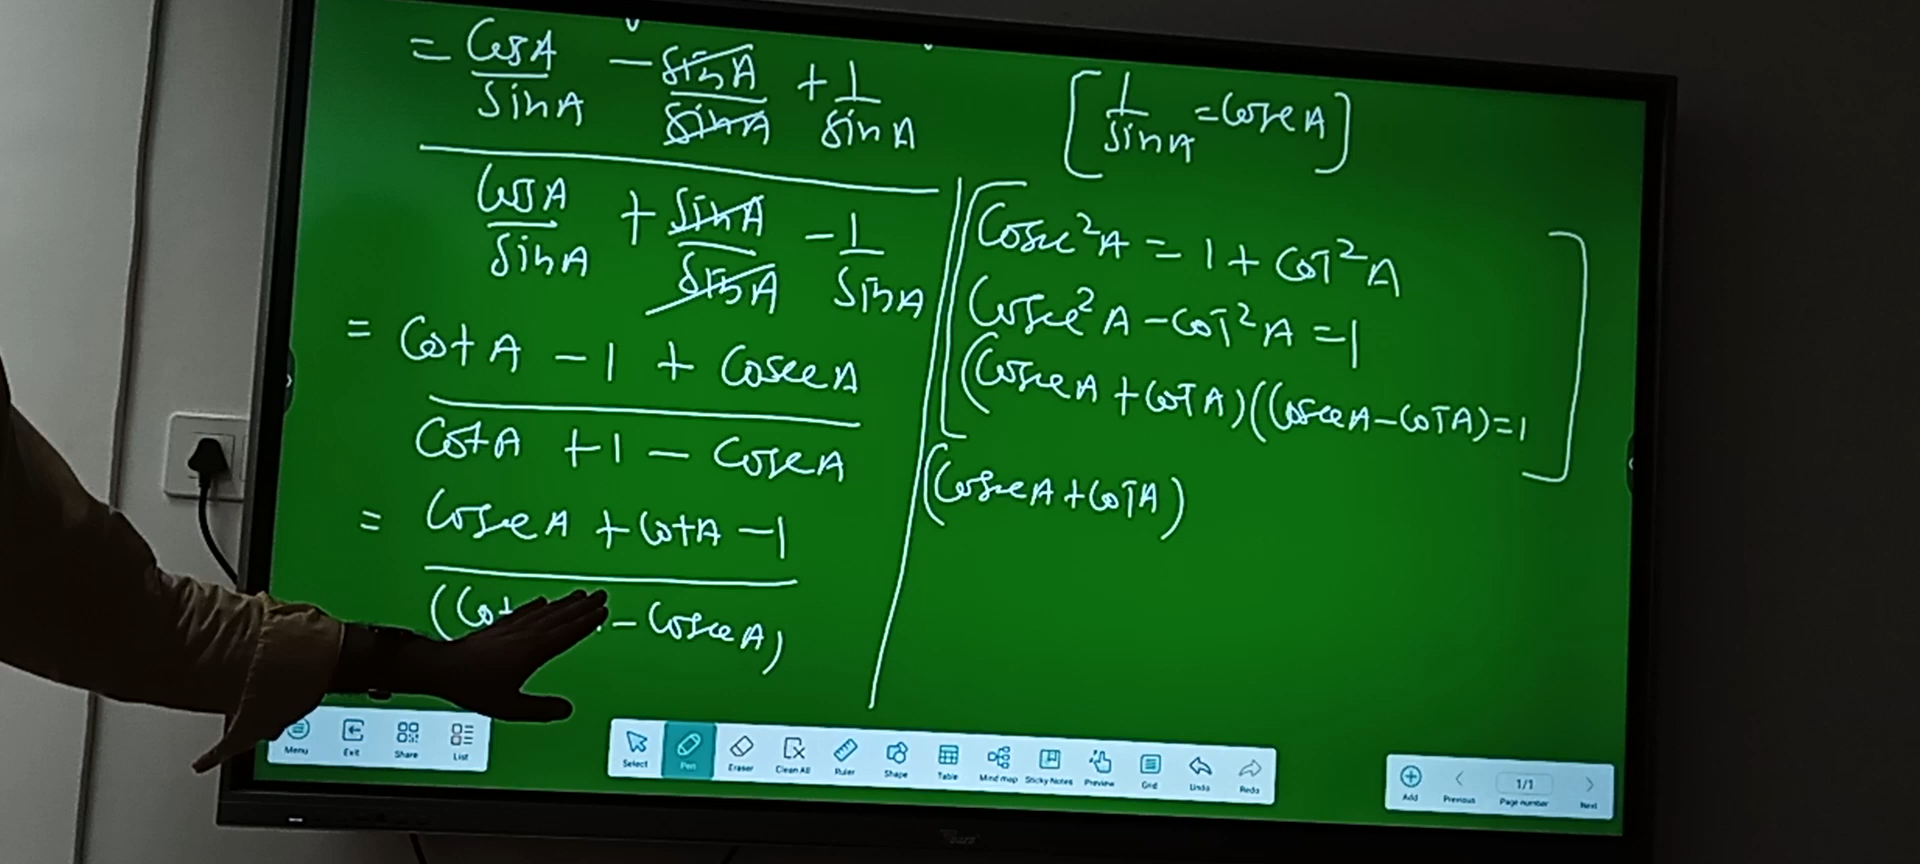 = CosA/SinA - SinA/SinA + 1/SinA
[1/SinA = CosecA]
CosA/SinA + SinA/SinA - 1/SinA
= CotA - 1 + CosecA
CotA + 1 - CosecA
= CosecA + CotA - 1
(Cot - CosecA)
Cosec²A = 1 + COT²A
Cosec²A - COT²A = 1
(CosecA + COTA)(CosecA - COTA) = 1
(CosecA + COTA)
Menu Exit Share List
Select Pen Eraser Clean All Ruler Shape Table Mind map Sticky Notes Preview Grid Undo Redo
Add Previous 1/1 Page number Next